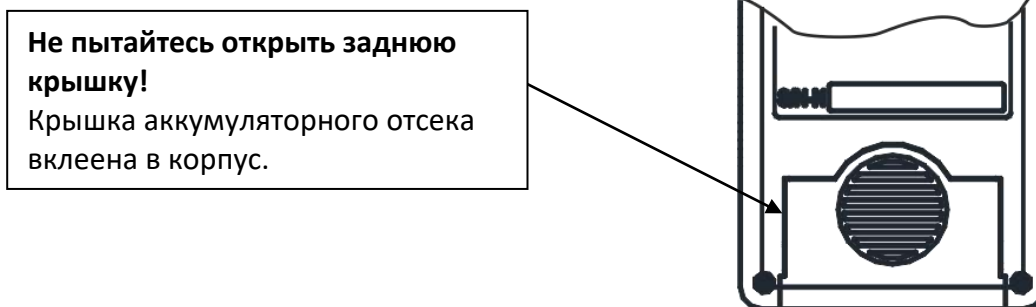 Не пытайтесь открыть заднюю
крышку!
Крышка аккумуляторного отсека
вклеена в корпус.